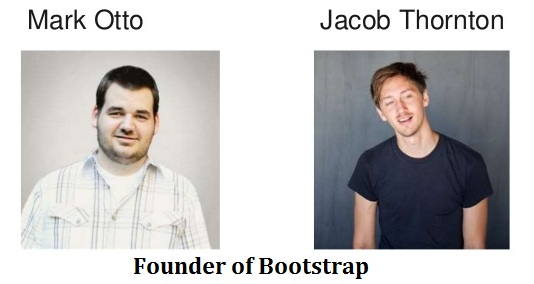 Mark Otto
Jacob Thornton
Founder of Bootstrap